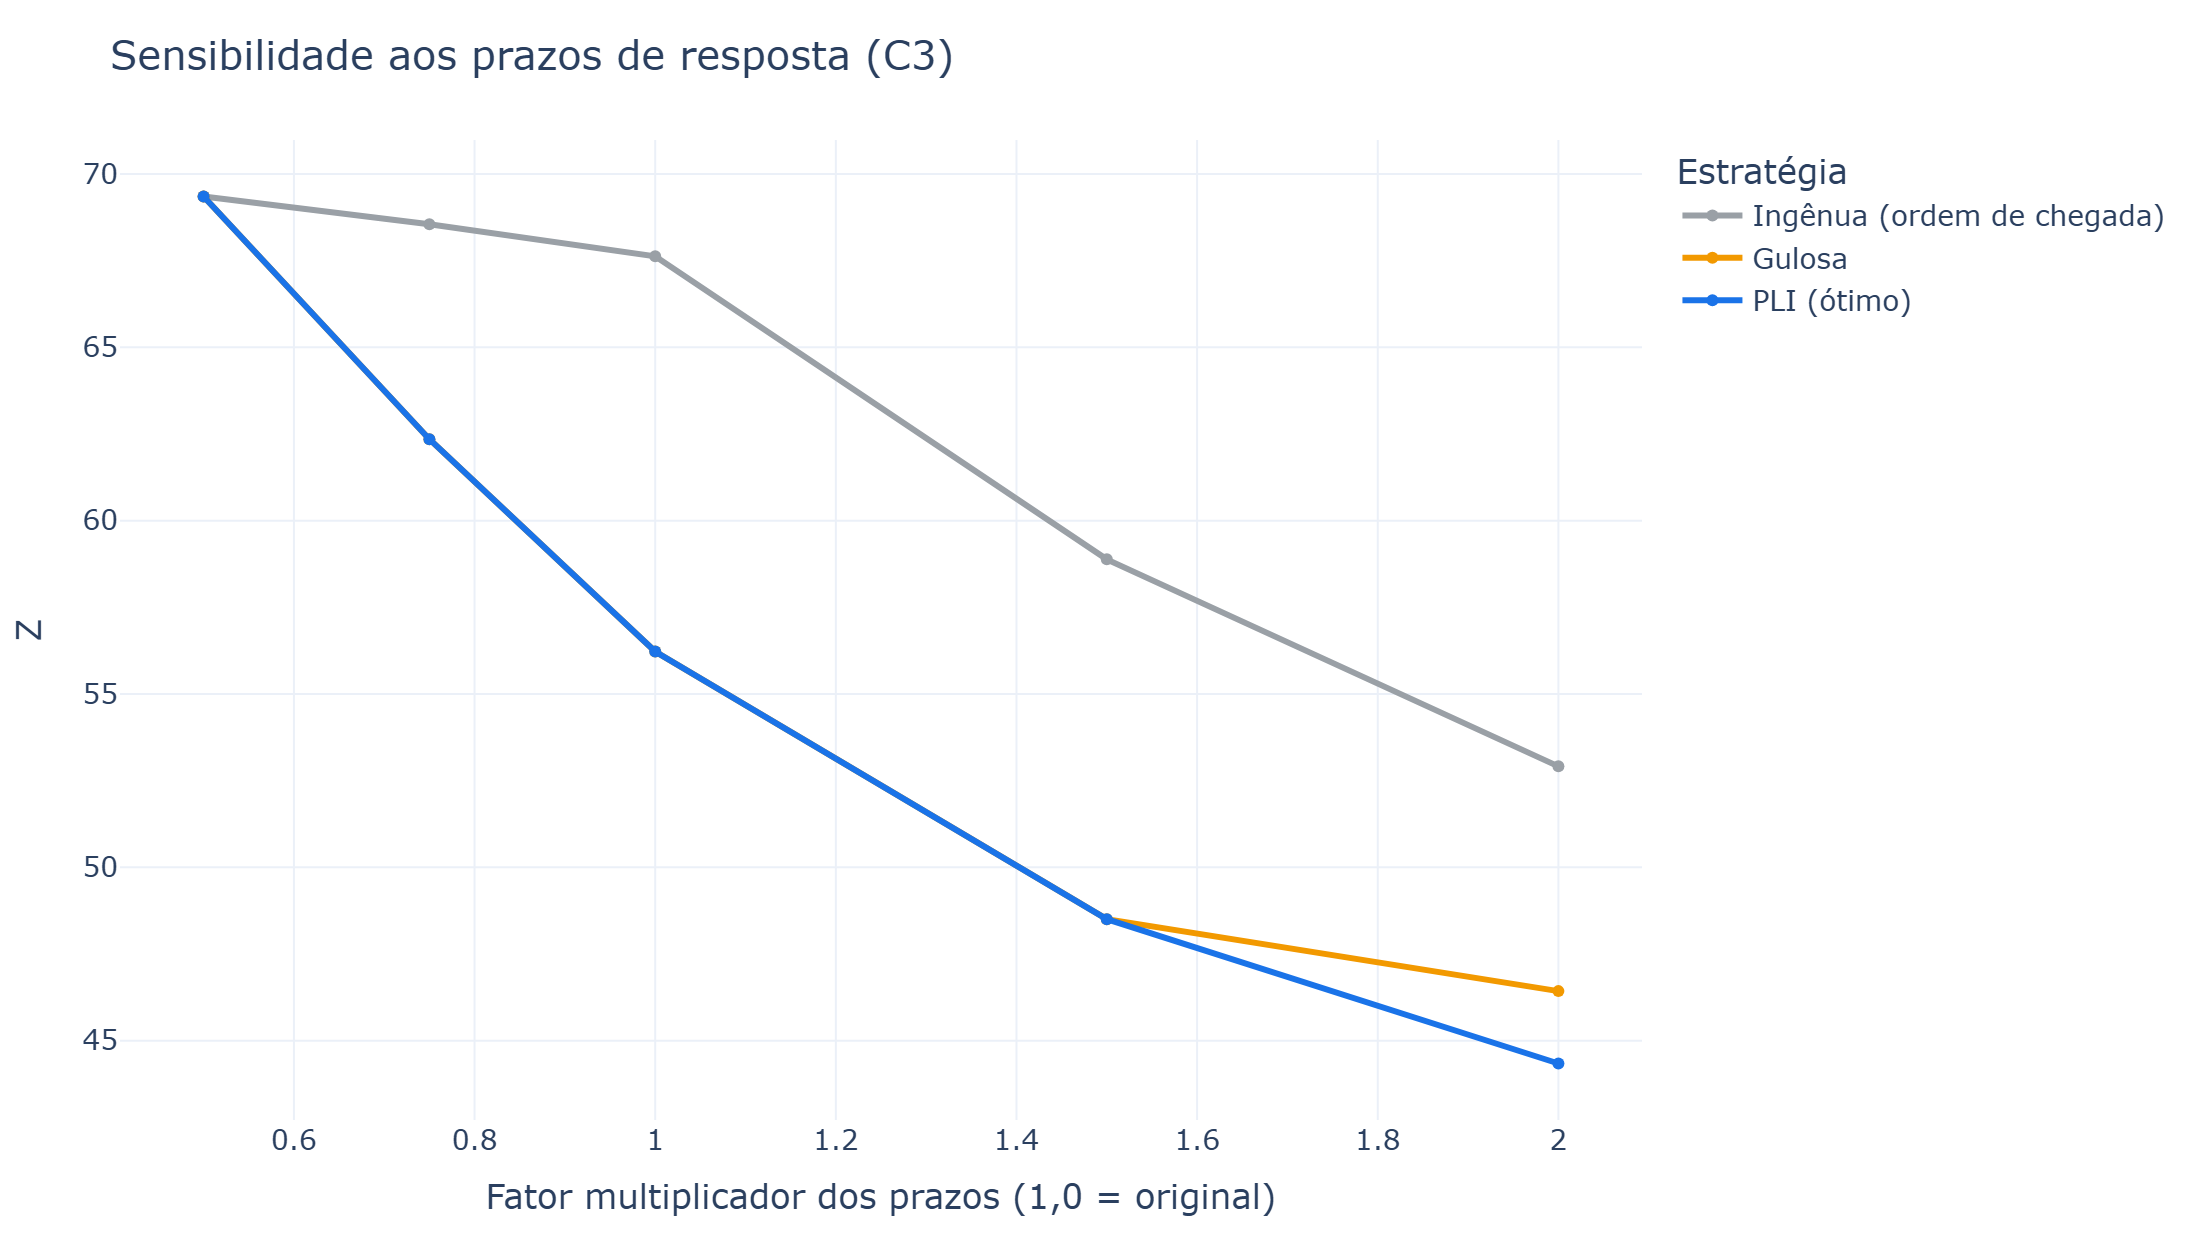 Sensibilidade aos prazos de resposta (C3)
Estratégia
Ingênua (ordem de chegada)
Gulosa
PLI (ótimo)
70
65
60
55
50
45
Z
0.6 0.8 1 1.2 1.4 1.6 1.8 2
Fator multiplicador dos prazos (1,0 = original)